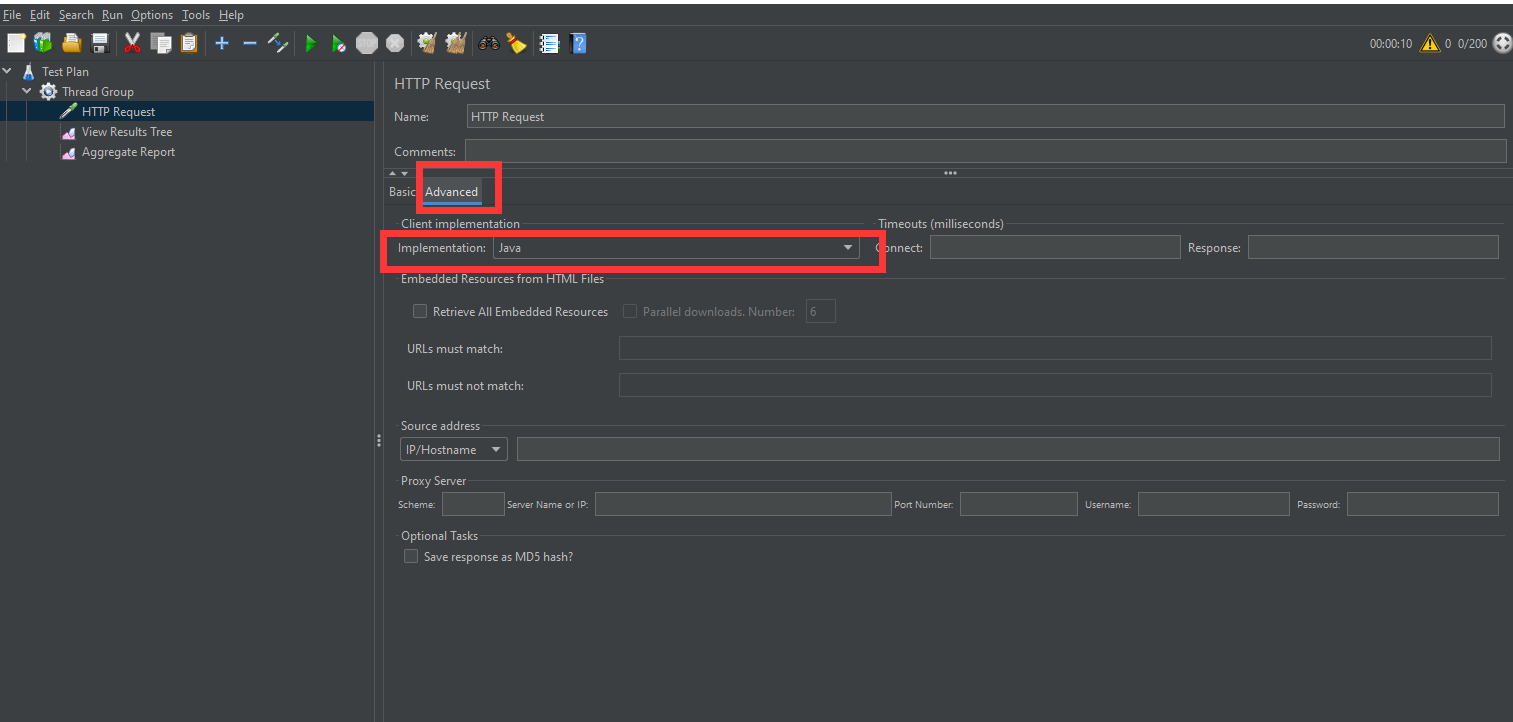 File Edit Search Run Options Tools Help
STOP
00:00:10 0 0/200
Test Plan
Thread Group
HTTP Request
View Results Tree
Aggregate Report
HTTP Request
Name: HTTP Request
Comments:
Basic Advanced
Client implementation
Implementation: Java
Timeouts (milliseconds)
onnect: Response:
Embedded Resources from HTML Files
Retrieve All Embedded Resources Parallel downloads. Number: 6
URLs must match:
URLs must not match:
Source address
IP/Hostname
Proxy Server
Scheme: Server Name or IP: Port Number: Username: Password:
Optional Tasks
Save response as MD5 hash?